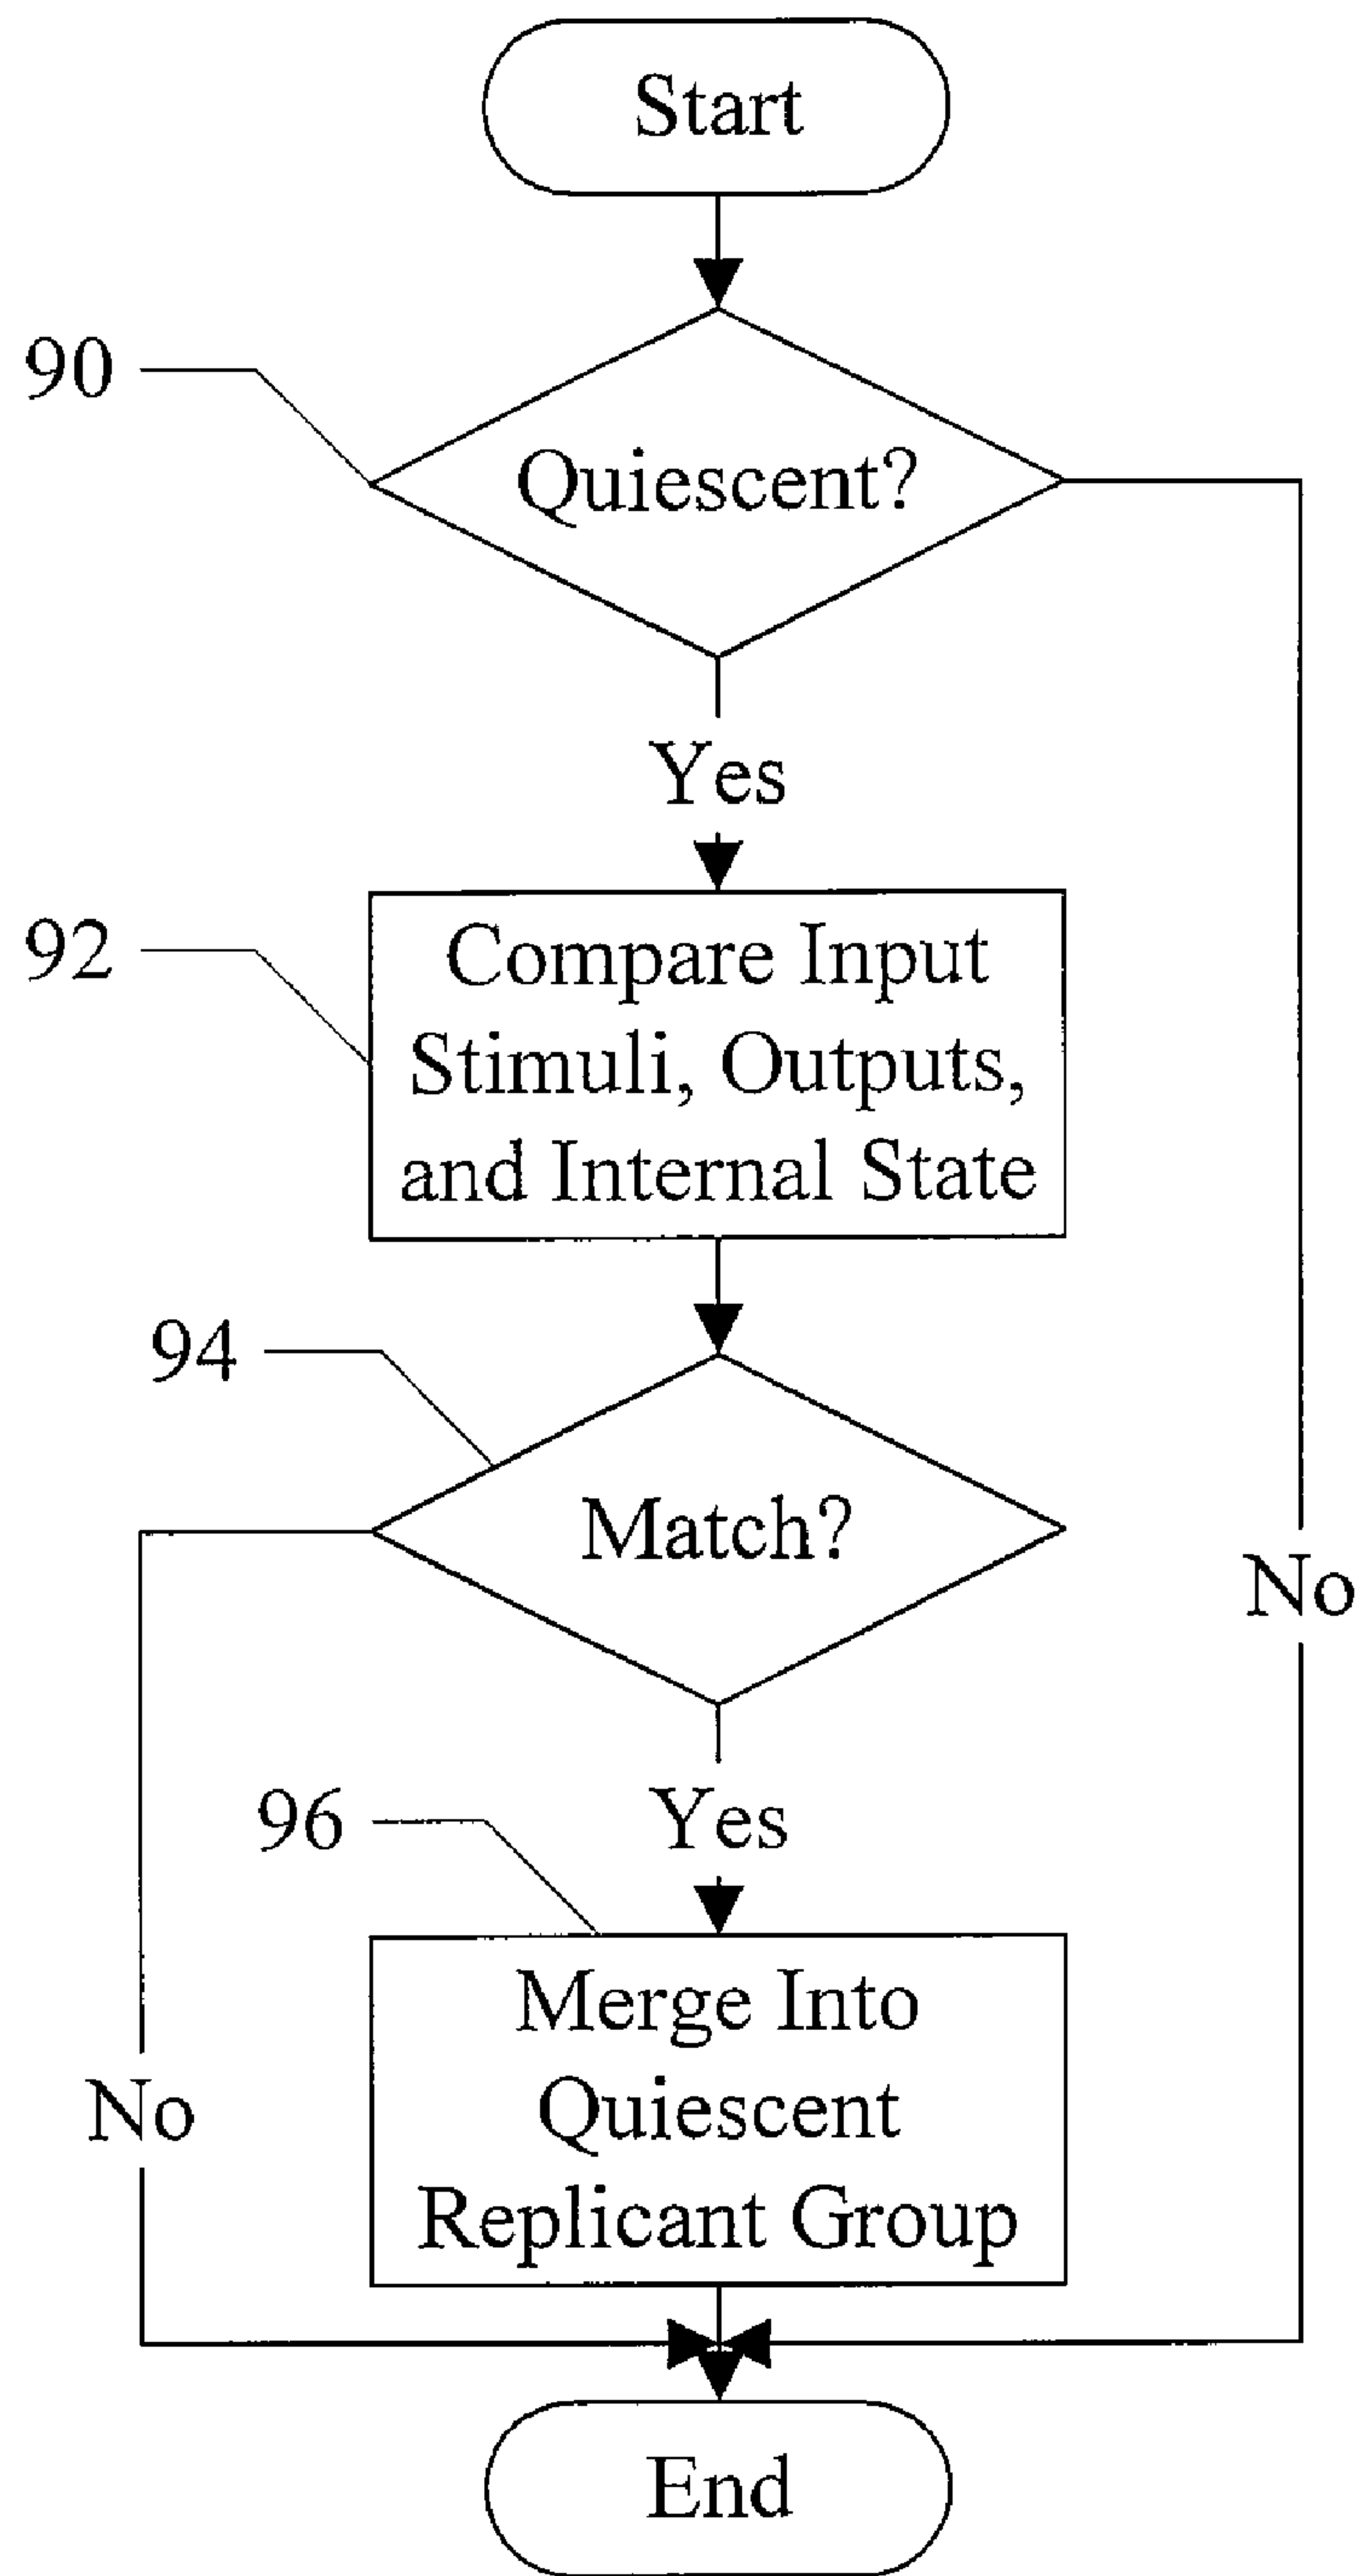 Start
90
Quiescent?
Yes
92
Compare Input
Stimuli, Outputs,
and Internal State
94
Match?
No
96
Yes
Merge Into
Quiescent
Replicant Group
No
End